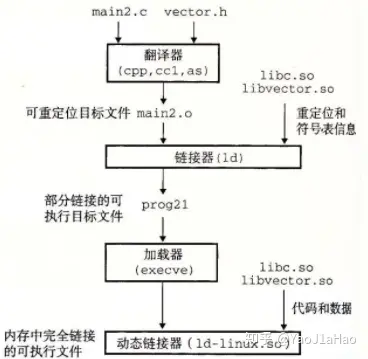 main2.c vector.h
翻译器
(cpp,cc1,as)
libc.so
libvector.so
可重定位目标文件 main2.o
重定位和
符号表信息
链接器(ld)
部分链接的可
执行目标文件
prog21
加载器
(execve)
libc.so
libvector.so
代码和数据
内存中完全链接
的可执行文件
动态链接器(ld-linux.so)
知乎 @YaoJ1aHao